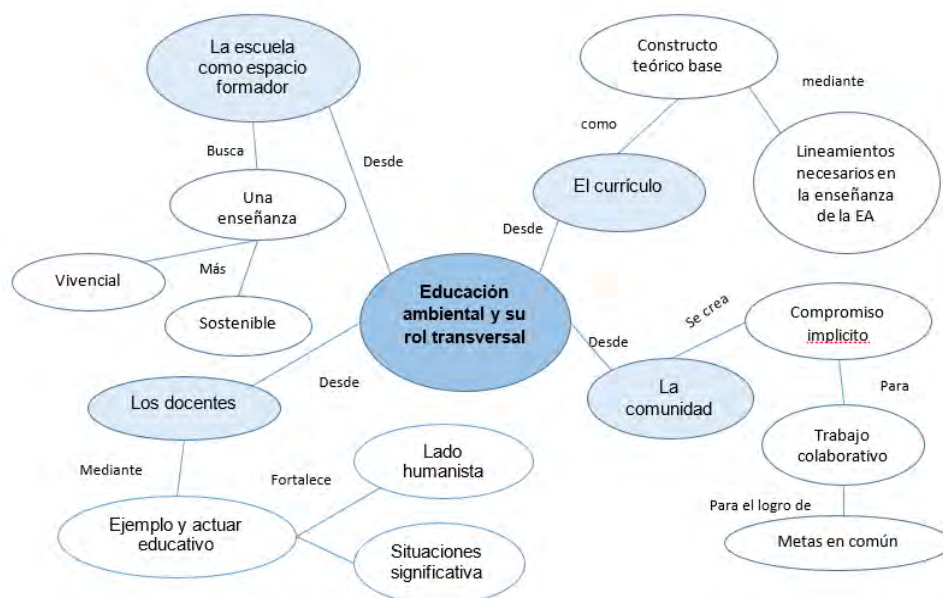 La escuela
como espacio
formador
Busca
Una
enseñanza
Más
Vivencial
Sostenible
Desde
Constructo
teórico base
mediante
como
Lineamientos
necesarios en
la enseñanza
de la EA
El currículo
Desde
Educación
ambiental y su
rol transversal
Desde
Los docentes
Mediante
Ejemplo y actuar
educativo
Fortalece
Lado
humanista
Situaciones
significativa
Desde
La
comunidad
Se crea
Compromiso
implicito
Para
Trabajo
colaborativo
Para el logro de
Metas en común